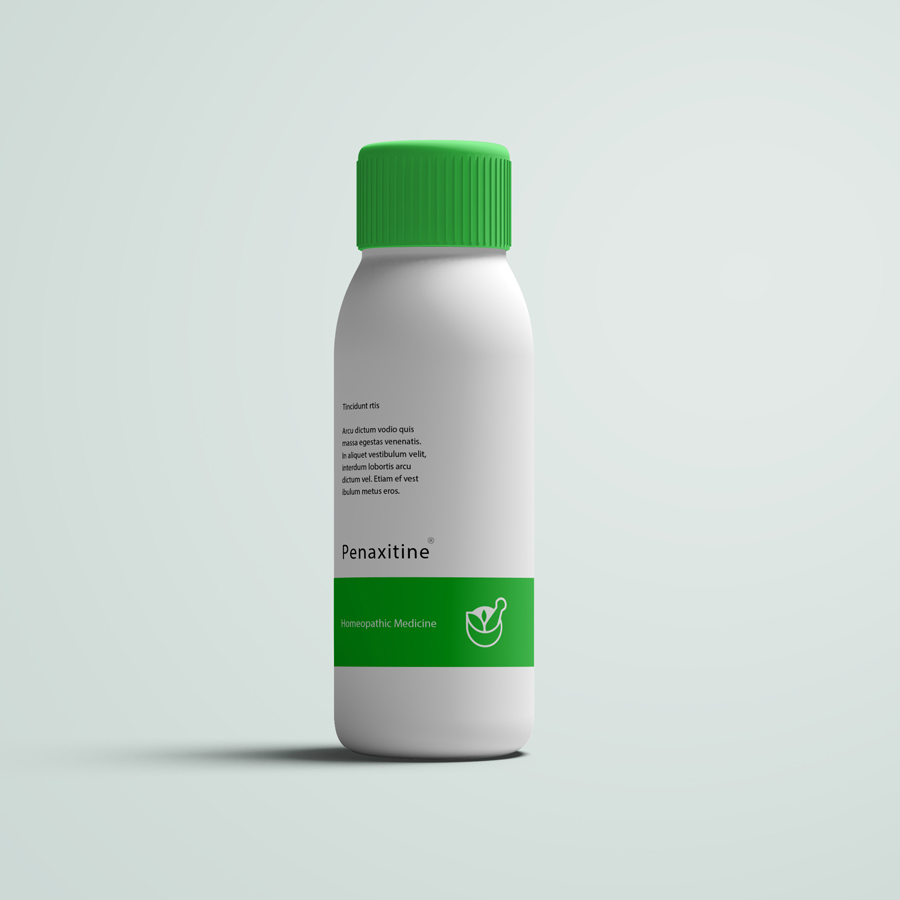 Tincidunt rtis
Arcu dictum vodio quis
massa egestas venenatis.
In aliquet vestibulum velit,
interdum lobortis arcu
dictum vel. Etiam ef vest
ibulum metus eros.
Penaxitine®
Homeopathic Medicine